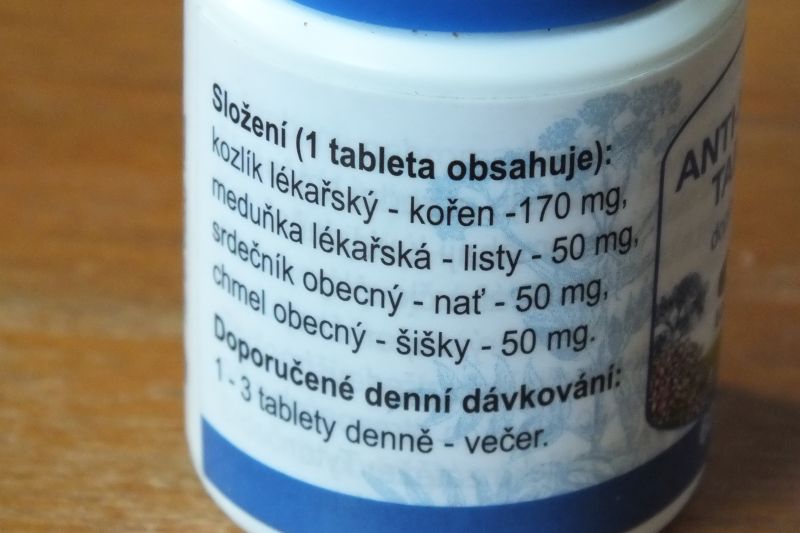 Složení (1 tableta obsahuje):
kozlík lékařský - kořen -170 mg,
meduňka lékařská - listy - 50 mg,
srdečník obecný - nať - 50 mg,
chmel obecný - šišky - 50 mg.
Doporučené denní dávkování:
1 - 3 tablety denně - večer.